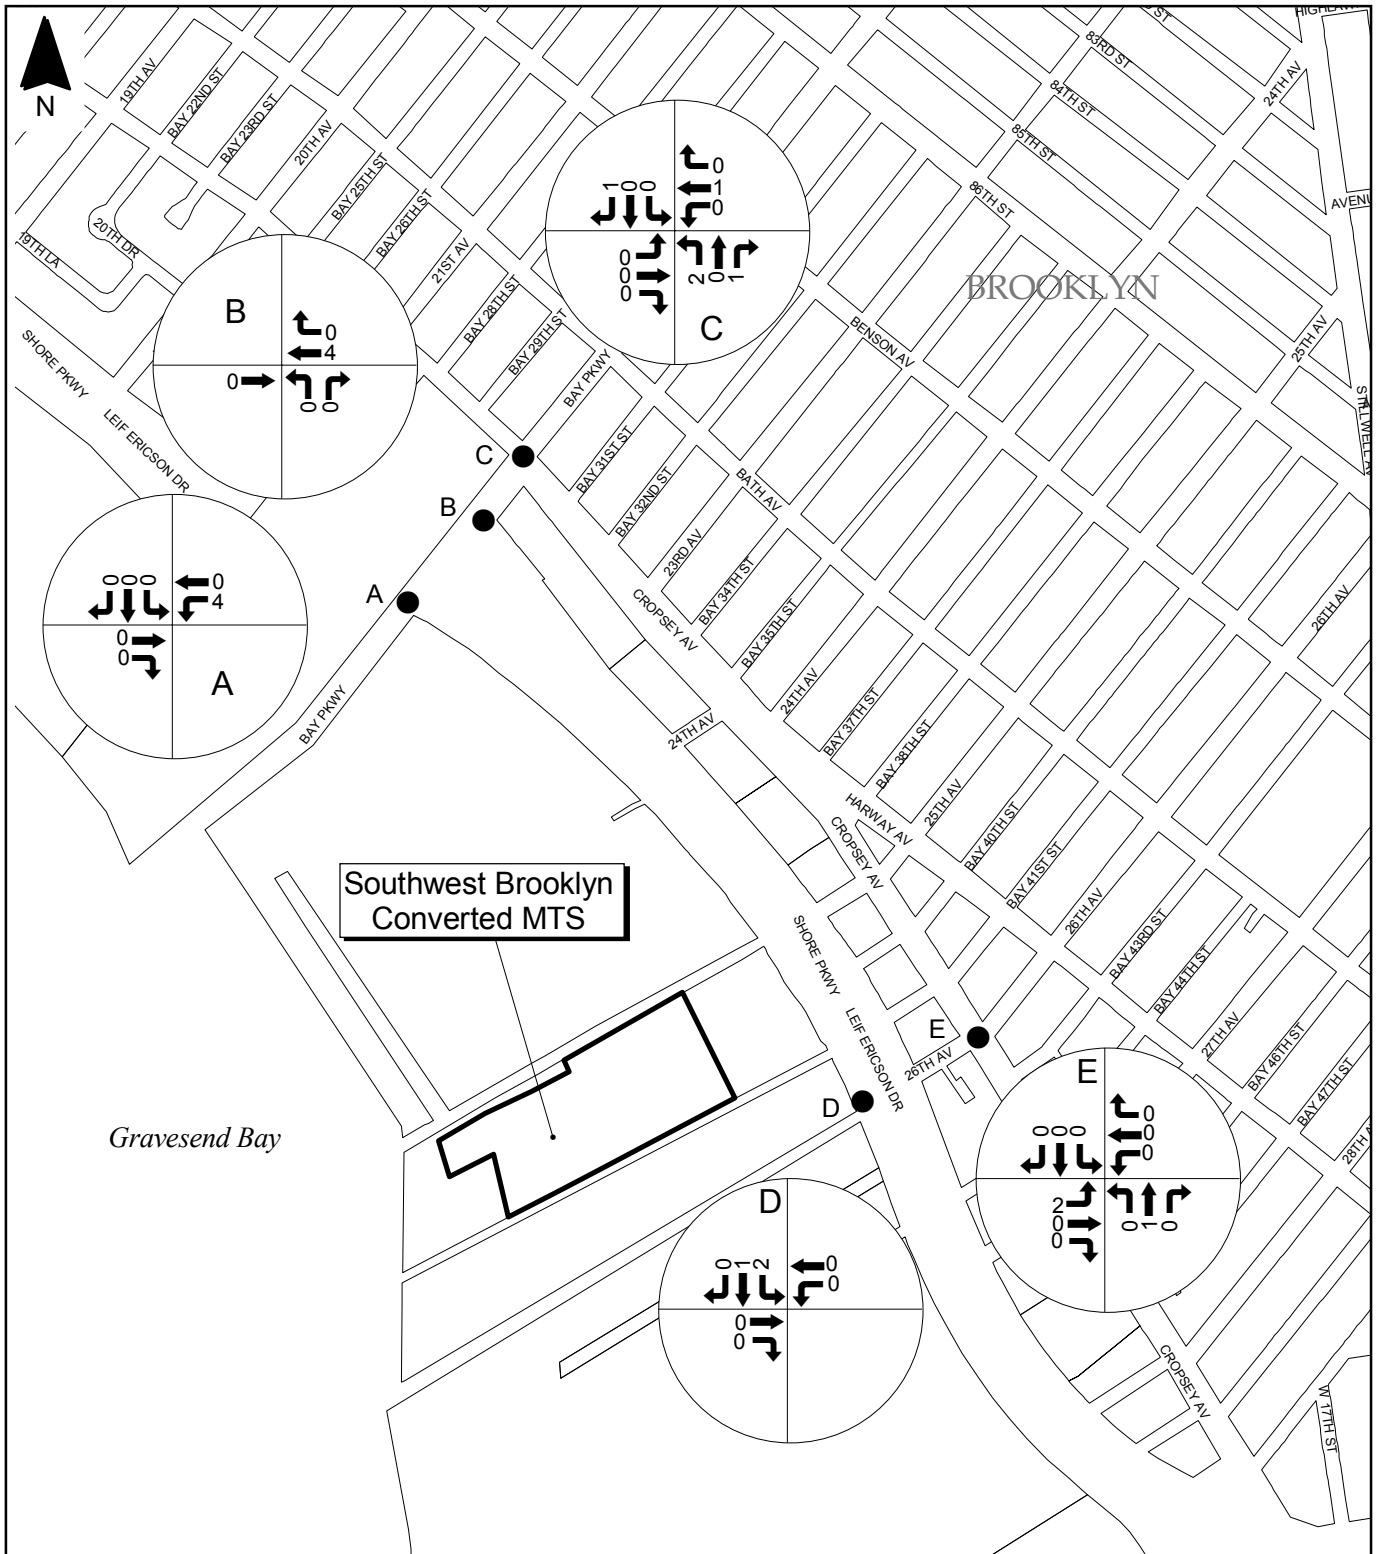 N
19TH AV
BAY 22ND ST
BAY 23RD ST
20TH AV
BAY 25TH ST
BAY 26TH ST
21ST AV
BAY 28TH ST
BAY 29TH ST
BAY PKWY
BAY 31ST ST
BAY 32ND ST
23RD AV
BAY 34TH ST
BAY 35TH ST
24TH AV
BAY 37TH ST
BAY 38TH ST
25TH AV
BAY 40TH ST
BAY 41ST ST
26TH AV
BAY 43RD ST
BAY 44TH ST
27TH AV
BAY 46TH ST
BAY 47TH ST
28TH AV
19TH LA
20TH DR
SHORE PKWY
LEIF ERICSON DR
83RD ST
84TH ST
85TH ST
86TH ST
24TH AV
25TH AV
26TH AV
STILLWELL AV
BROOKLYN
BENSON AV
BATH AV
CROPSEY AV
24TH AV
HARWAY AV
CROPSEY AV
BAY PKWY
SHORE PKWY
LEIF ERICSON DR
26TH AV
CROPSEY AV
W 17TH ST
C
B
A
E
D
C
1 0 0
0
1
0
0
0
0
2 0 1
B
0
4
0
0 0
A
0 0 0
0
4
0
0
D
0 1 2
0
0
0
0
E
0 0 0
0
0
0
2
0
0
0 1 0
Southwest Brooklyn
Converted MTS
Gravesend Bay